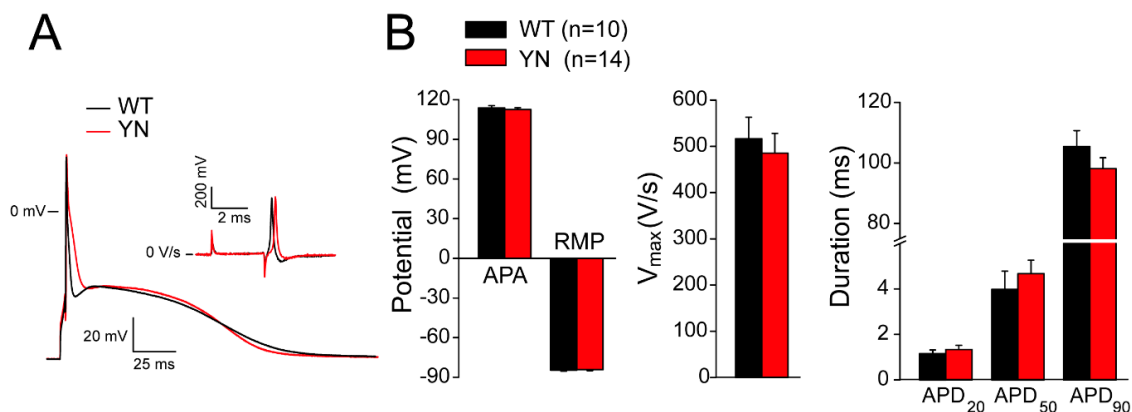 A
WT
YN
0 mV
200 mV
2 ms
0 V/s
20 mV
25 ms
B
WT (n=10)
YN (n=14)
Potential (mV)
120
90
60
30
0
-30
-60
-90
APA
RMP
Vmax (V/s)
600
500
400
300
200
100
0
Duration (ms)
120
100
80
4
2
0
APD20
APD50
APD90